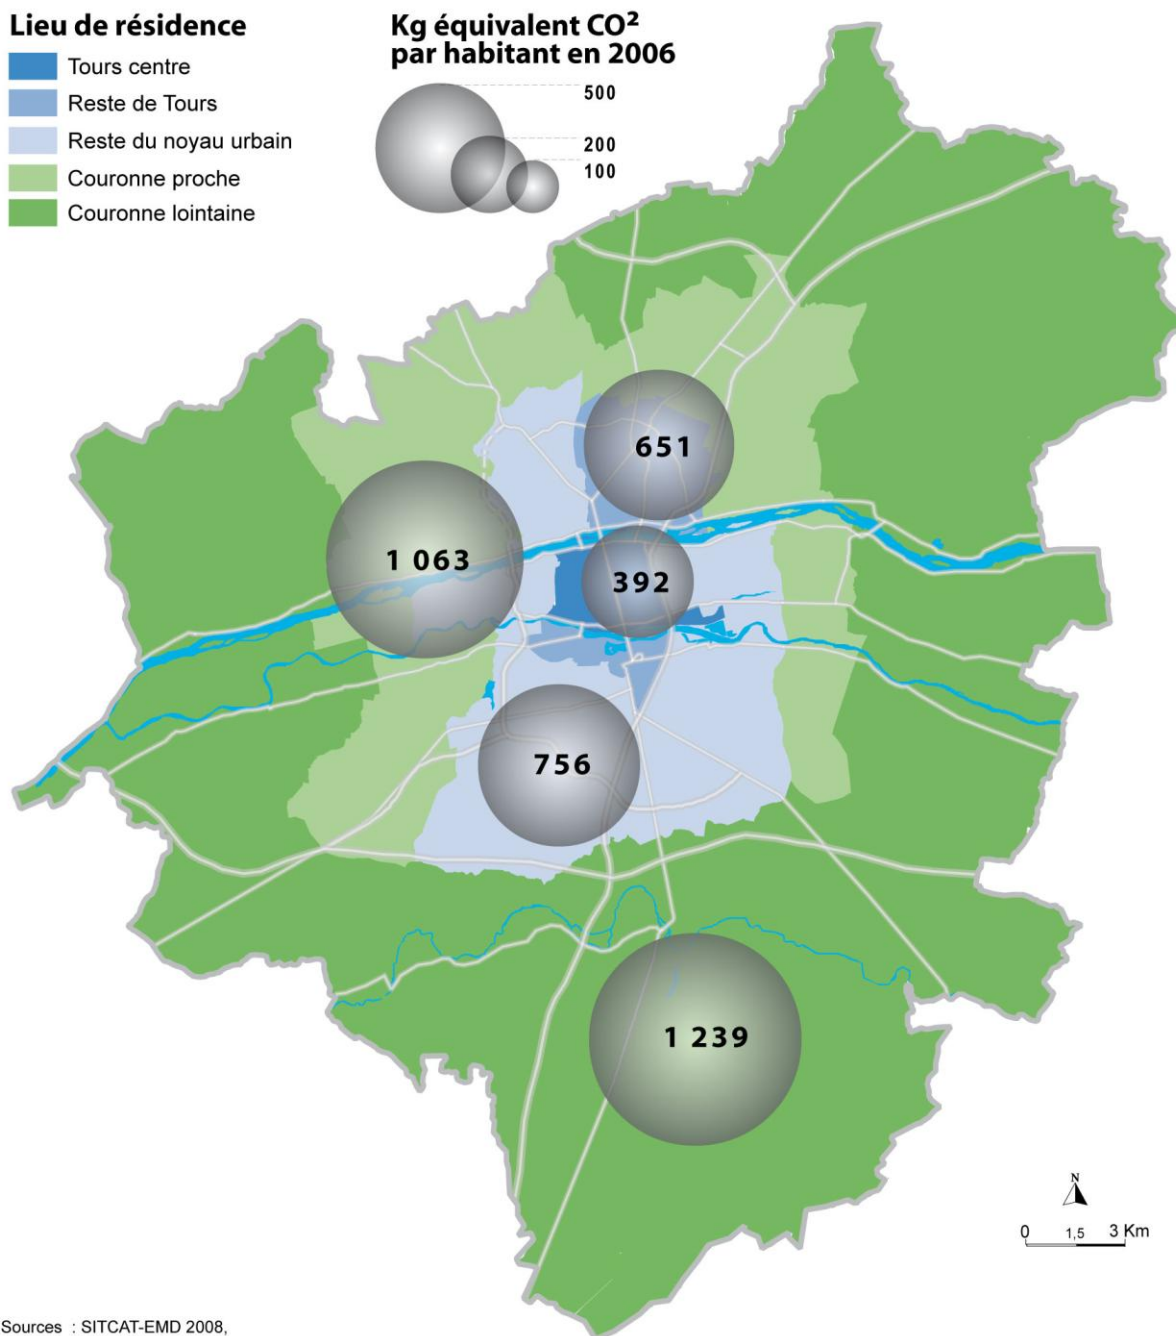 Lieu de résidence
Tours centre
Reste de Tours
Reste du noyau urbain
Couronne proche
Couronne lointaine
Kg équivalent CO²
par habitant en 2006
500
200
100
651
1 063
392
756
1 239
N
0 1,5 3 Km
Sources : SITCAT-EMD 2008,